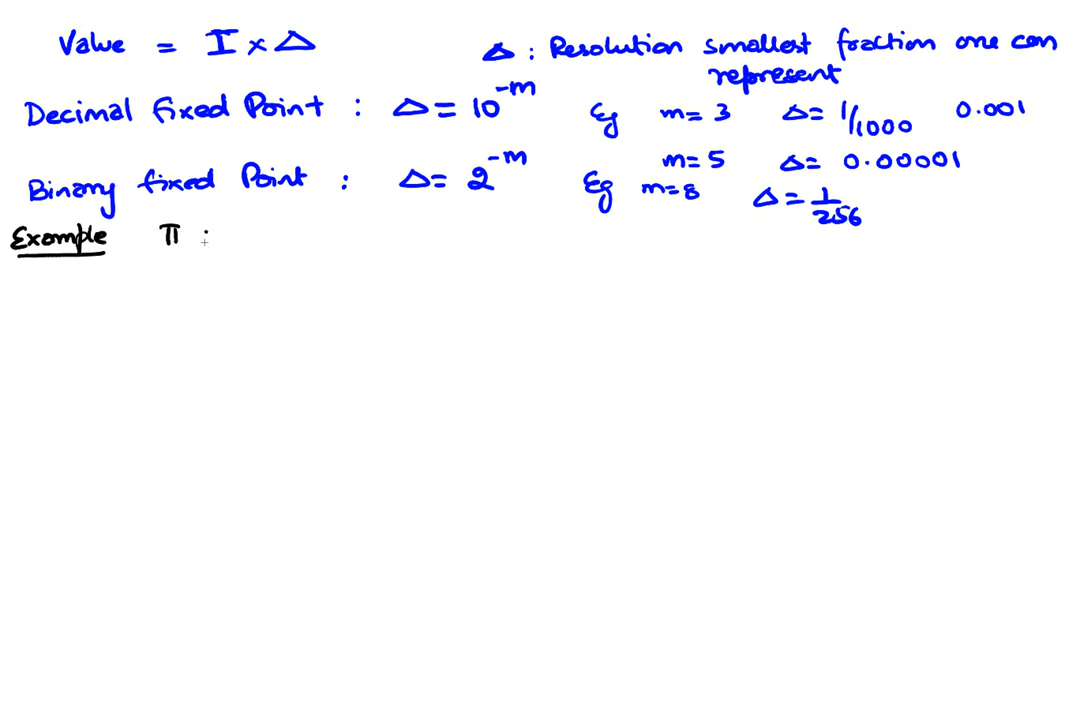 Value = I × Δ
Δ : Resolution smallest fraction one can
represent
Decimal fixed Point : Δ = 10^-m Eg m = 3 Δ = 1/1000 0.001
m = 5 Δ = 0.00001
Binary fixed Point : Δ = 2^-m Eg m = 8 Δ = 1/256
Example π :